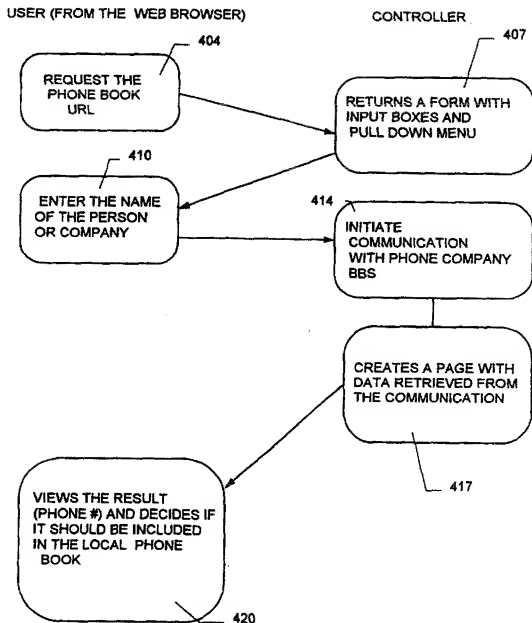 USER (FROM THE WEB BROWSER)
CONTROLLER
404
REQUEST THE
PHONE BOOK
URL
407
RETURNS A FORM WITH
INPUT BOXES AND
PULL DOWN MENU
410
ENTER THE NAME
OF THE PERSON
OR COMPANY
414
INITIATE
COMMUNICATION
WITH PHONE COMPANY
BBS
CREATES A PAGE WITH
DATA RETRIEVED FROM
THE COMMUNICATION
417
VIEWS THE RESULT
(PHONE #) AND DECIDES IF
IT SHOULD BE INCLUDED
IN THE LOCAL PHONE
BOOK
420